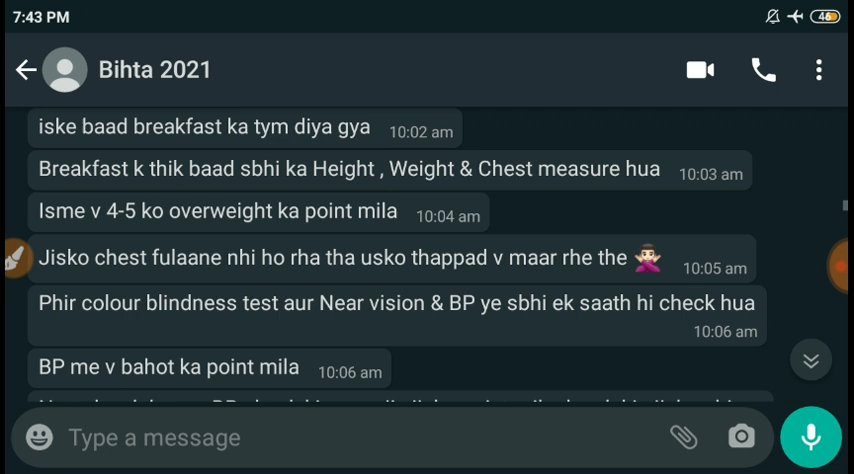 7:43 PM
46
Bihta 2021
iske baad breakfast ka tym diya gya 10:02 am
Breakfast k thik baad sbhi ka Height , Weight & Chest measure hua 10:03 am
Isme v 4-5 ko overweight ka point mila 10:04 am
Jisko chest fulaane nhi ho rha tha usko thappad v maar rhe the 🙅🏻‍♂️ 10:05 am
Phir colour blindness test aur Near vision & BP ye sbhi ek saath hi check hua
10:06 am
BP me v bahot ka point mila 10:06 am
Type a message